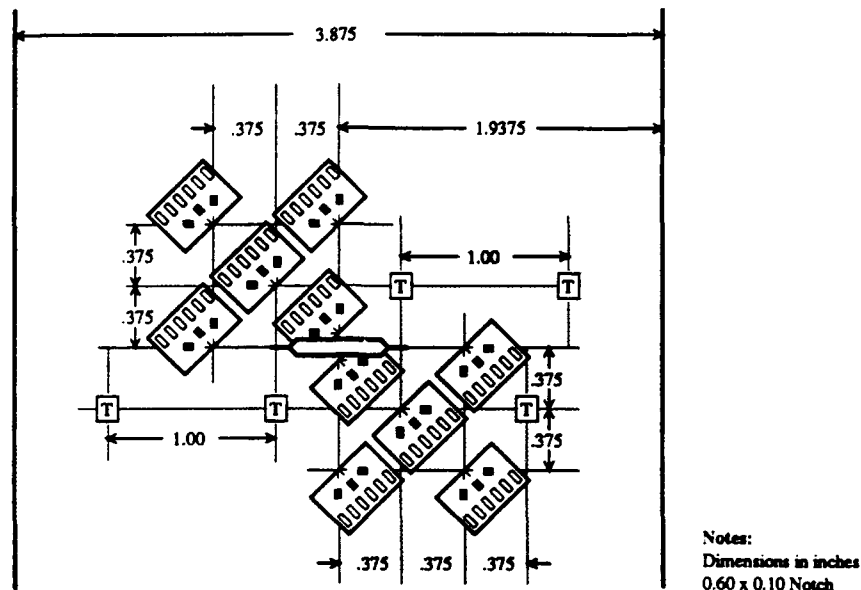 3.875
.375 .375 1.9375
.375 1.00
.375 T T
.375
T T T
1.00 .375
.375 .375 .375
Notes:
Dimensions in inches
0.60 x 0.10 Notch